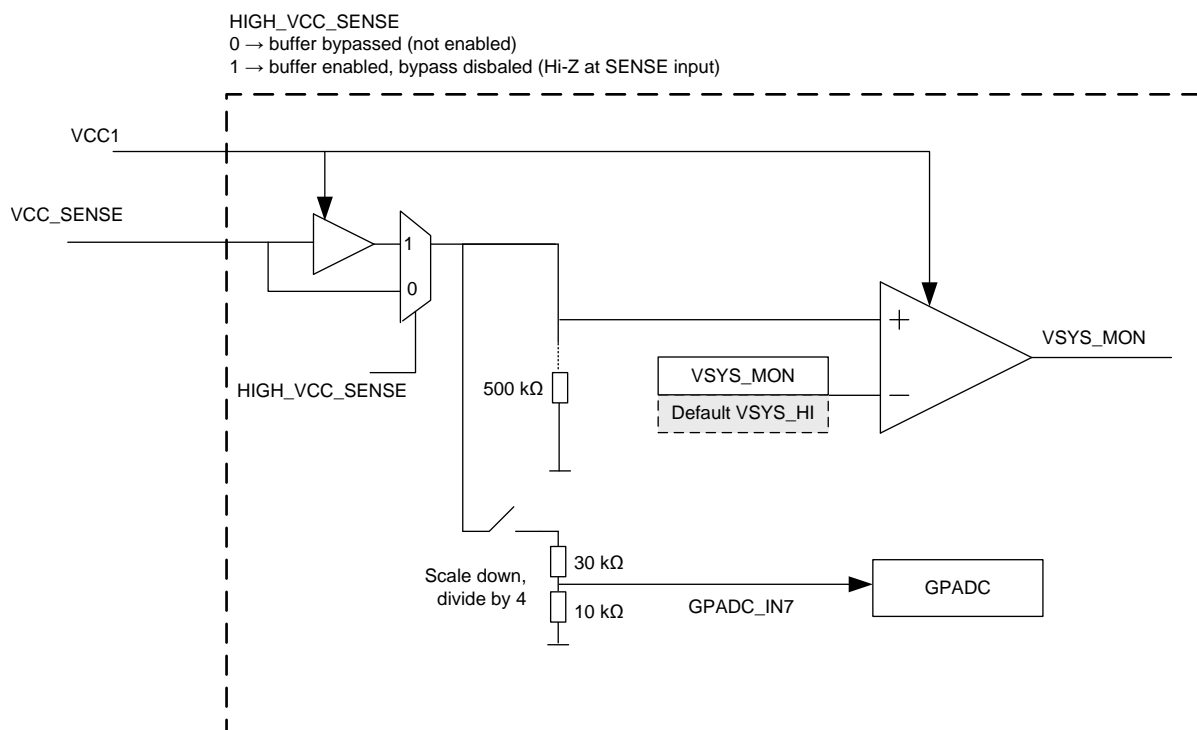 HIGH_VCC_SENSE
0 → buffer bypassed (not enabled)
1 → buffer enabled, bypass disbaled (Hi-Z at SENSE input)
VCC1
VCC_SENSE
1
0
HIGH_VCC_SENSE
500 kΩ
+
VSYS_MON
−
Default VSYS_HI
VSYS_MON
Scale down,
divide by 4
30 kΩ
10 kΩ
GPADC_IN7
GPADC